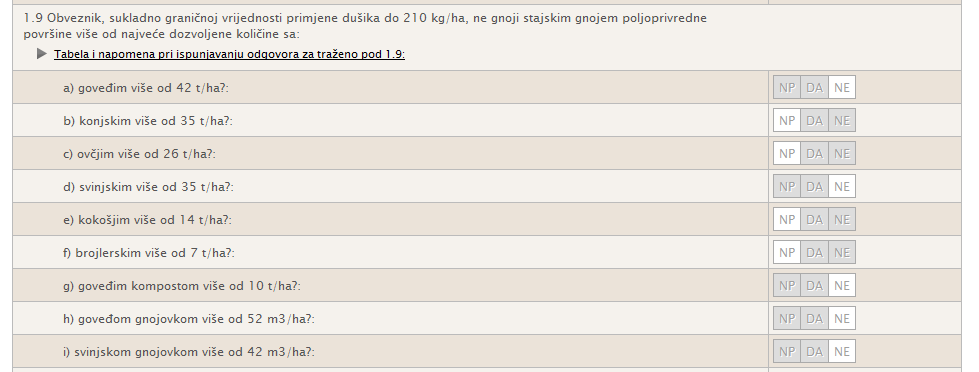 1.9 Obveznik, sukladno graničnoj vrijednosti primjene dušika do 210 kg/ha, ne gnoji stajskim gnojem poljoprivredne
površine više od najveće dozvoljene količine sa:
Tabela i napomena pri ispunjavanju odgovora za traženo pod 1.9:
a) goveđim više od 42 t/ha?: NP DA NE
b) konjskim više od 35 t/ha?: NP DA NE
c) ovčjim više od 26 t/ha?: NP DA NE
d) svinjskim više od 35 t/ha?: NP DA NE
e) kokošjim više od 14 t/ha?: NP DA NE
f) brojlerskim više od 7 t/ha?: NP DA NE
g) goveđim kompostom više od 10 t/ha?: NP DA NE
h) goveđom gnojovkom više od 52 m3/ha?: NP DA NE
i) svinjskom gnojovkom više od 42 m3/ha?: NP DA NE